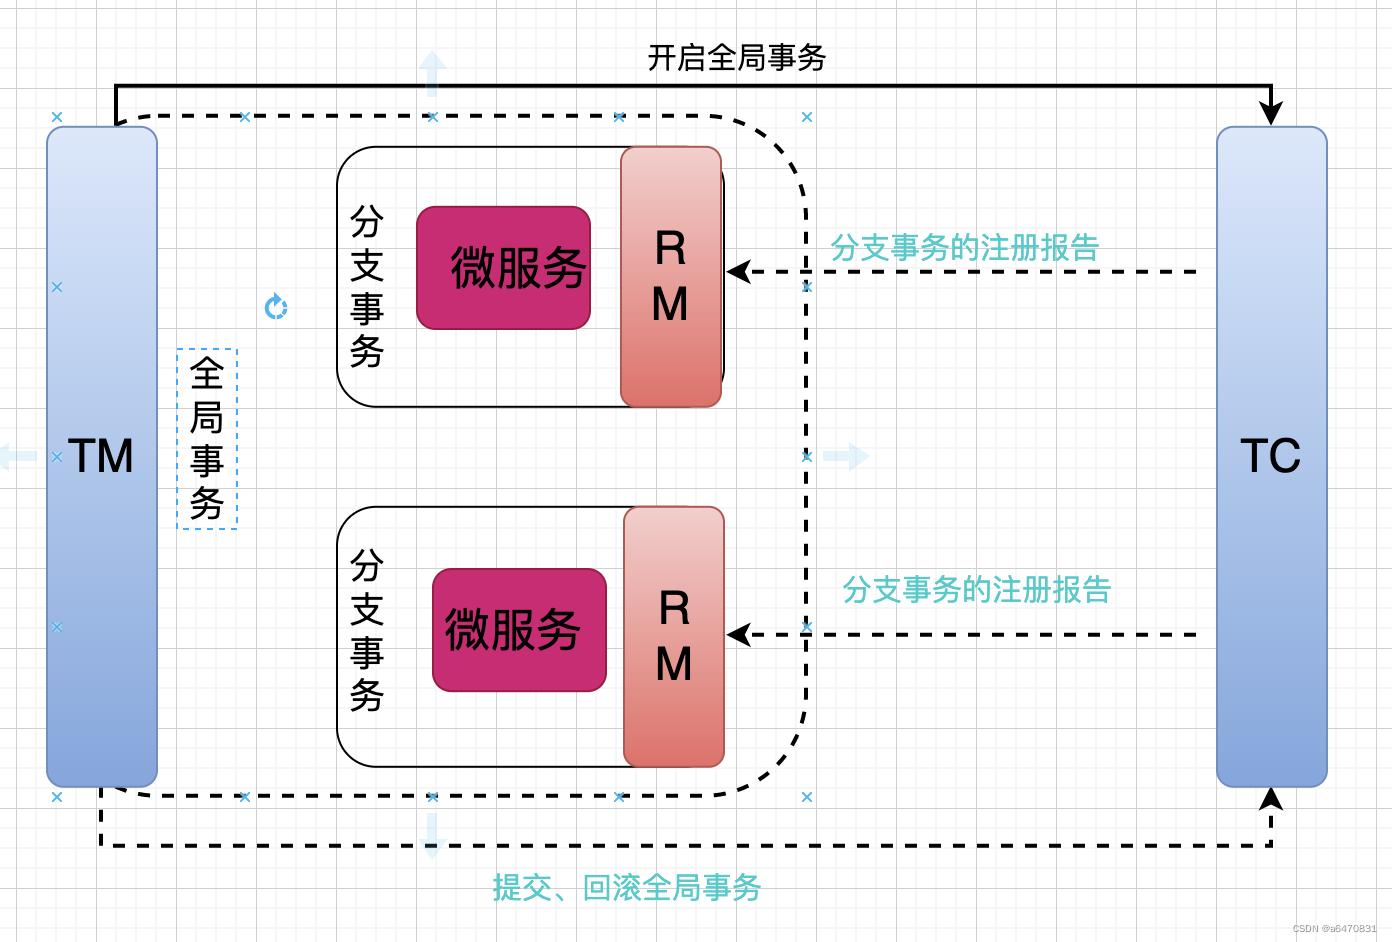 开启全局事务
TM
全局事务
分支事务
微服务
RM
分支事务的注册报告
TC
分支事务
微服务
RM
分支事务的注册报告
提交、回滚全局事务
CSDN @a6470831